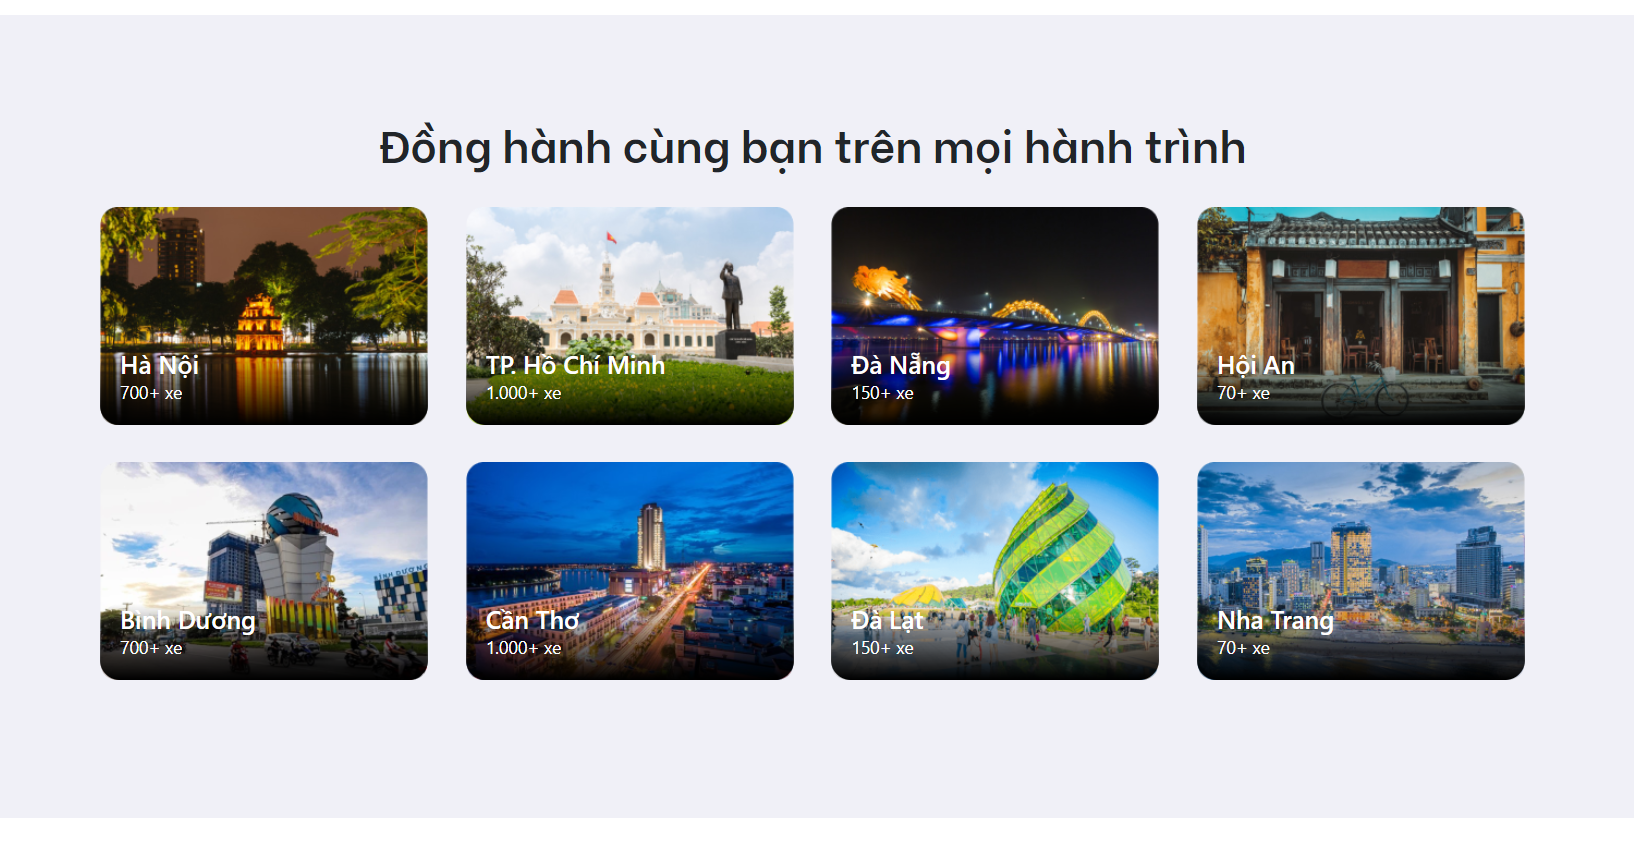 Đồng hành cùng bạn trên mọi hành trình
Hà Nội
700+ xe
TP. Hồ Chí Minh
1.000+ xe
Đà Nẵng
150+ xe
Hội An
70+ xe
Bình Dương
700+ xe
Cần Thơ
1.000+ xe
Đà Lạt
150+ xe
Nha Trang
70+ xe
BÌNH DƯƠNG